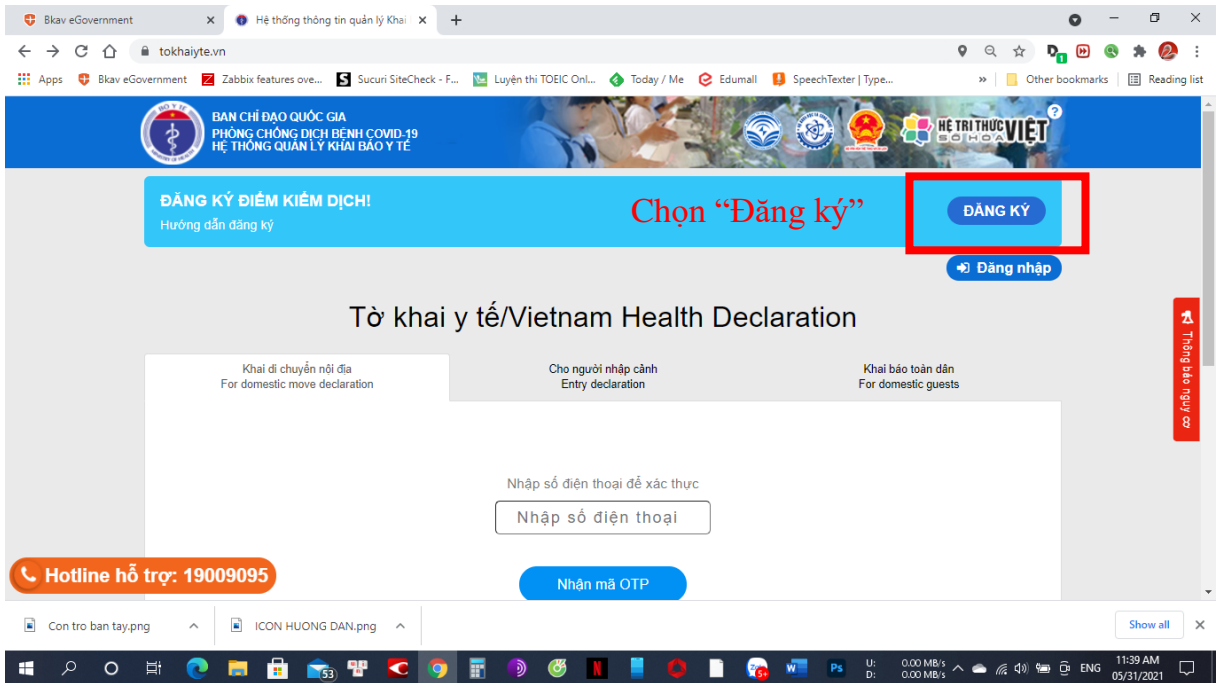 Bkav eGovernment
Hệ thống thông tin quản lý Khai
tokhaiyte.vn
Apps
Bkav eGovernment
Zabbix features ove...
Sucuri SiteCheck - F...
Luyện thi TOEIC Onl...
Today / Me
Edumall
SpeechTexter | Type...
»
Other bookmarks
Reading list
BAN CHỈ ĐẠO QUỐC GIA
PHÒNG CHỐNG DỊCH BỆNH COVID-19
HỆ THỐNG QUẢN LÝ KHAI BÁO Y TẾ
HỆ TRI THỨC VIỆT
SỐ HÓA
?
ĐĂNG KÝ ĐIỂM KIỂM DỊCH!
Hướng dẫn đăng ký
Chọn “Đăng ký”
ĐĂNG KÝ
Đăng nhập
Tờ khai y tế/Vietnam Health Declaration
Khai di chuyển nội địa
For domestic move declaration
Cho người nhập cảnh
Entry declaration
Khai báo toàn dân
For domestic guests
Thông báo nguy cơ
Nhập số điện thoại để xác thực
Nhập số điện thoại
Nhận mã OTP
Hotline hỗ trợ: 19009095
Con tro ban tay.png
ICON HUONG DAN.png
Show all
53
5+
U: 0.00 MB/s
D: 0.00 MB/s
ENG
11:39 AM
05/31/2021